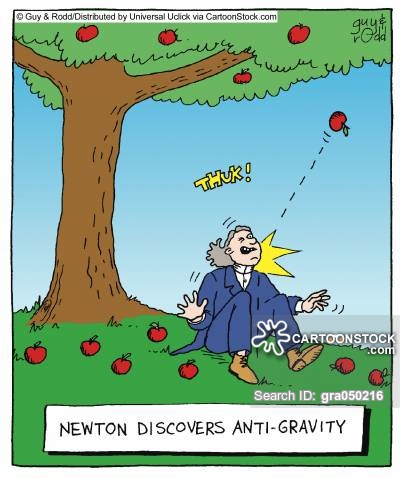 © Guy & Rodd/Distributed by Universal Uclick via CartoonStock.com
guy &
rodd
THUK!
CARTOONSTOCK
.com
Search ID: gra050216
NEWTON DISCOVERS ANTI-GRAVITY